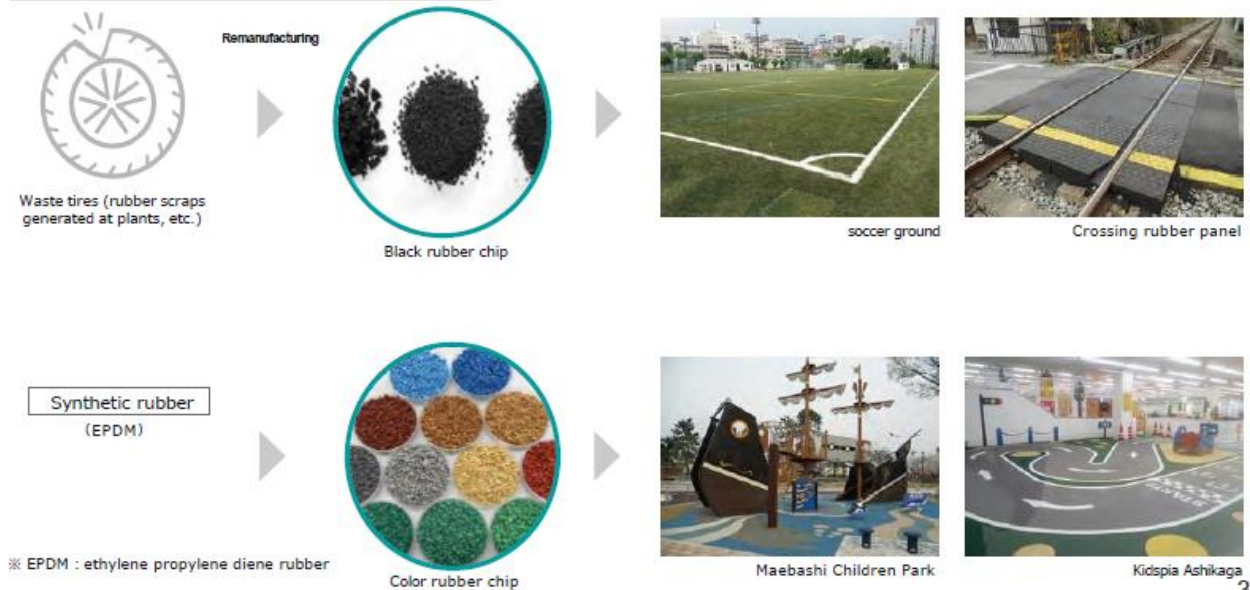 Remanufacturing
Waste tires (rubber scraps
generated at plants, etc.)
Black rubber chip
soccer ground
Crossing rubber panel
Synthetic rubber
(EPDM)
※ EPDM : ethylene propylene diene rubber
Color rubber chip
Maebashi Children Park
Kidspia Ashikaga
3